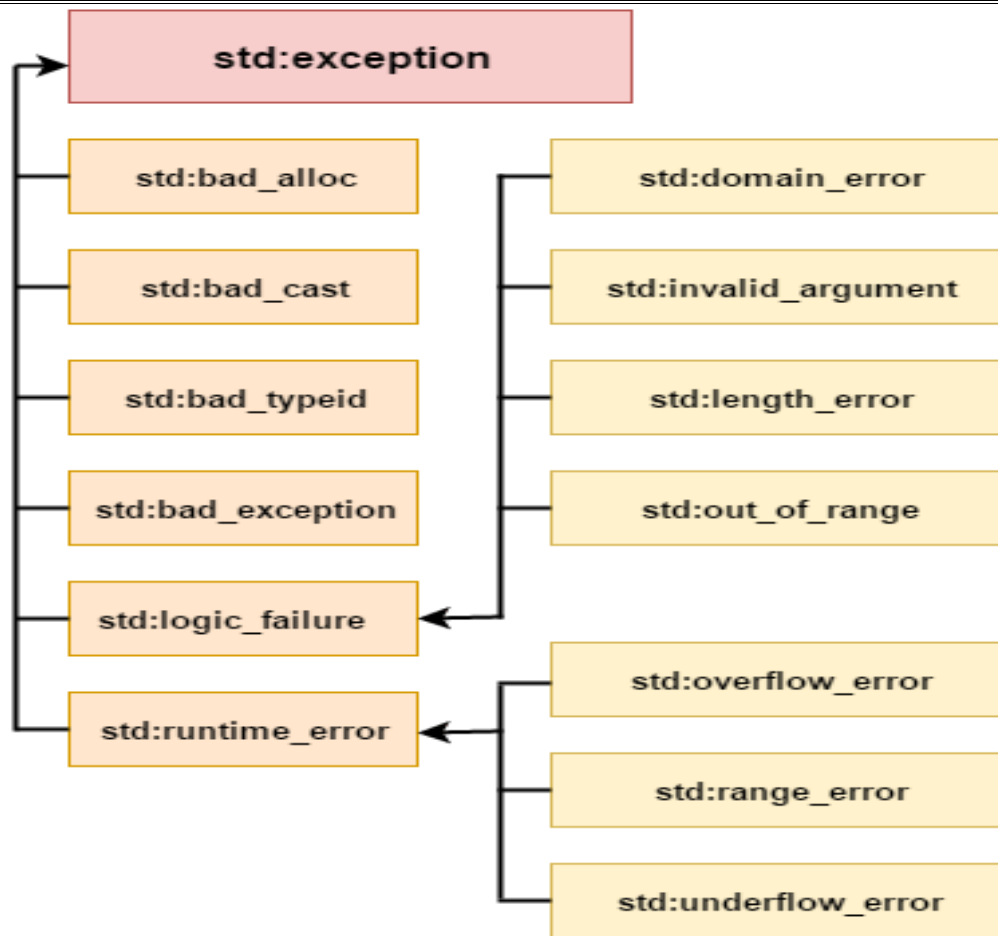 std:exception
std:bad_alloc
std:bad_cast
std:bad_typeid
std:bad_exception
std:logic_failure
std:runtime_error
std:domain_error
std:invalid_argument
std:length_error
std:out_of_range
std:overflow_error
std:range_error
std:underflow_error